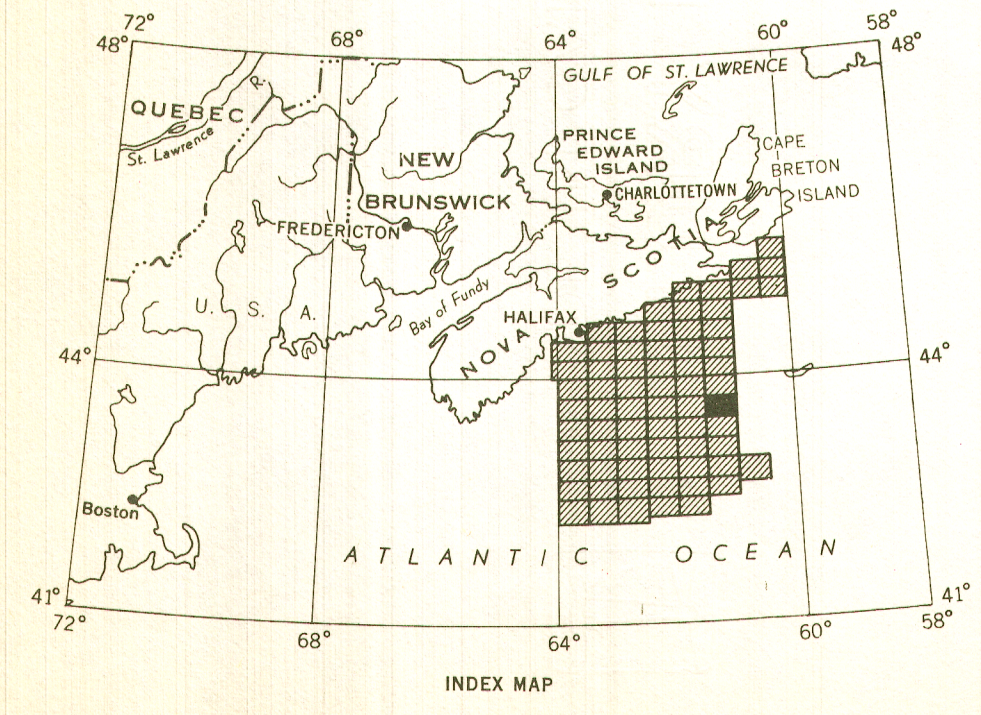 72°
68°
64°
60°
58°
48°
48°
GULF OF ST. LAWRENCE
R.
QUEBEC
St. Lawrence
PRINCE
EDWARD
ISLAND
CAPE
BRETON
ISLAND
NEW
BRUNSWICK
CHARLOTTETOWN
FREDERICTON
NOVA SCOTIA
Bay of Fundy
U. S. A.
HALIFAX
44°
44°
Boston
ATLANTIC OCEAN
41°
41°
72°
68°
64°
60°
58°
INDEX MAP